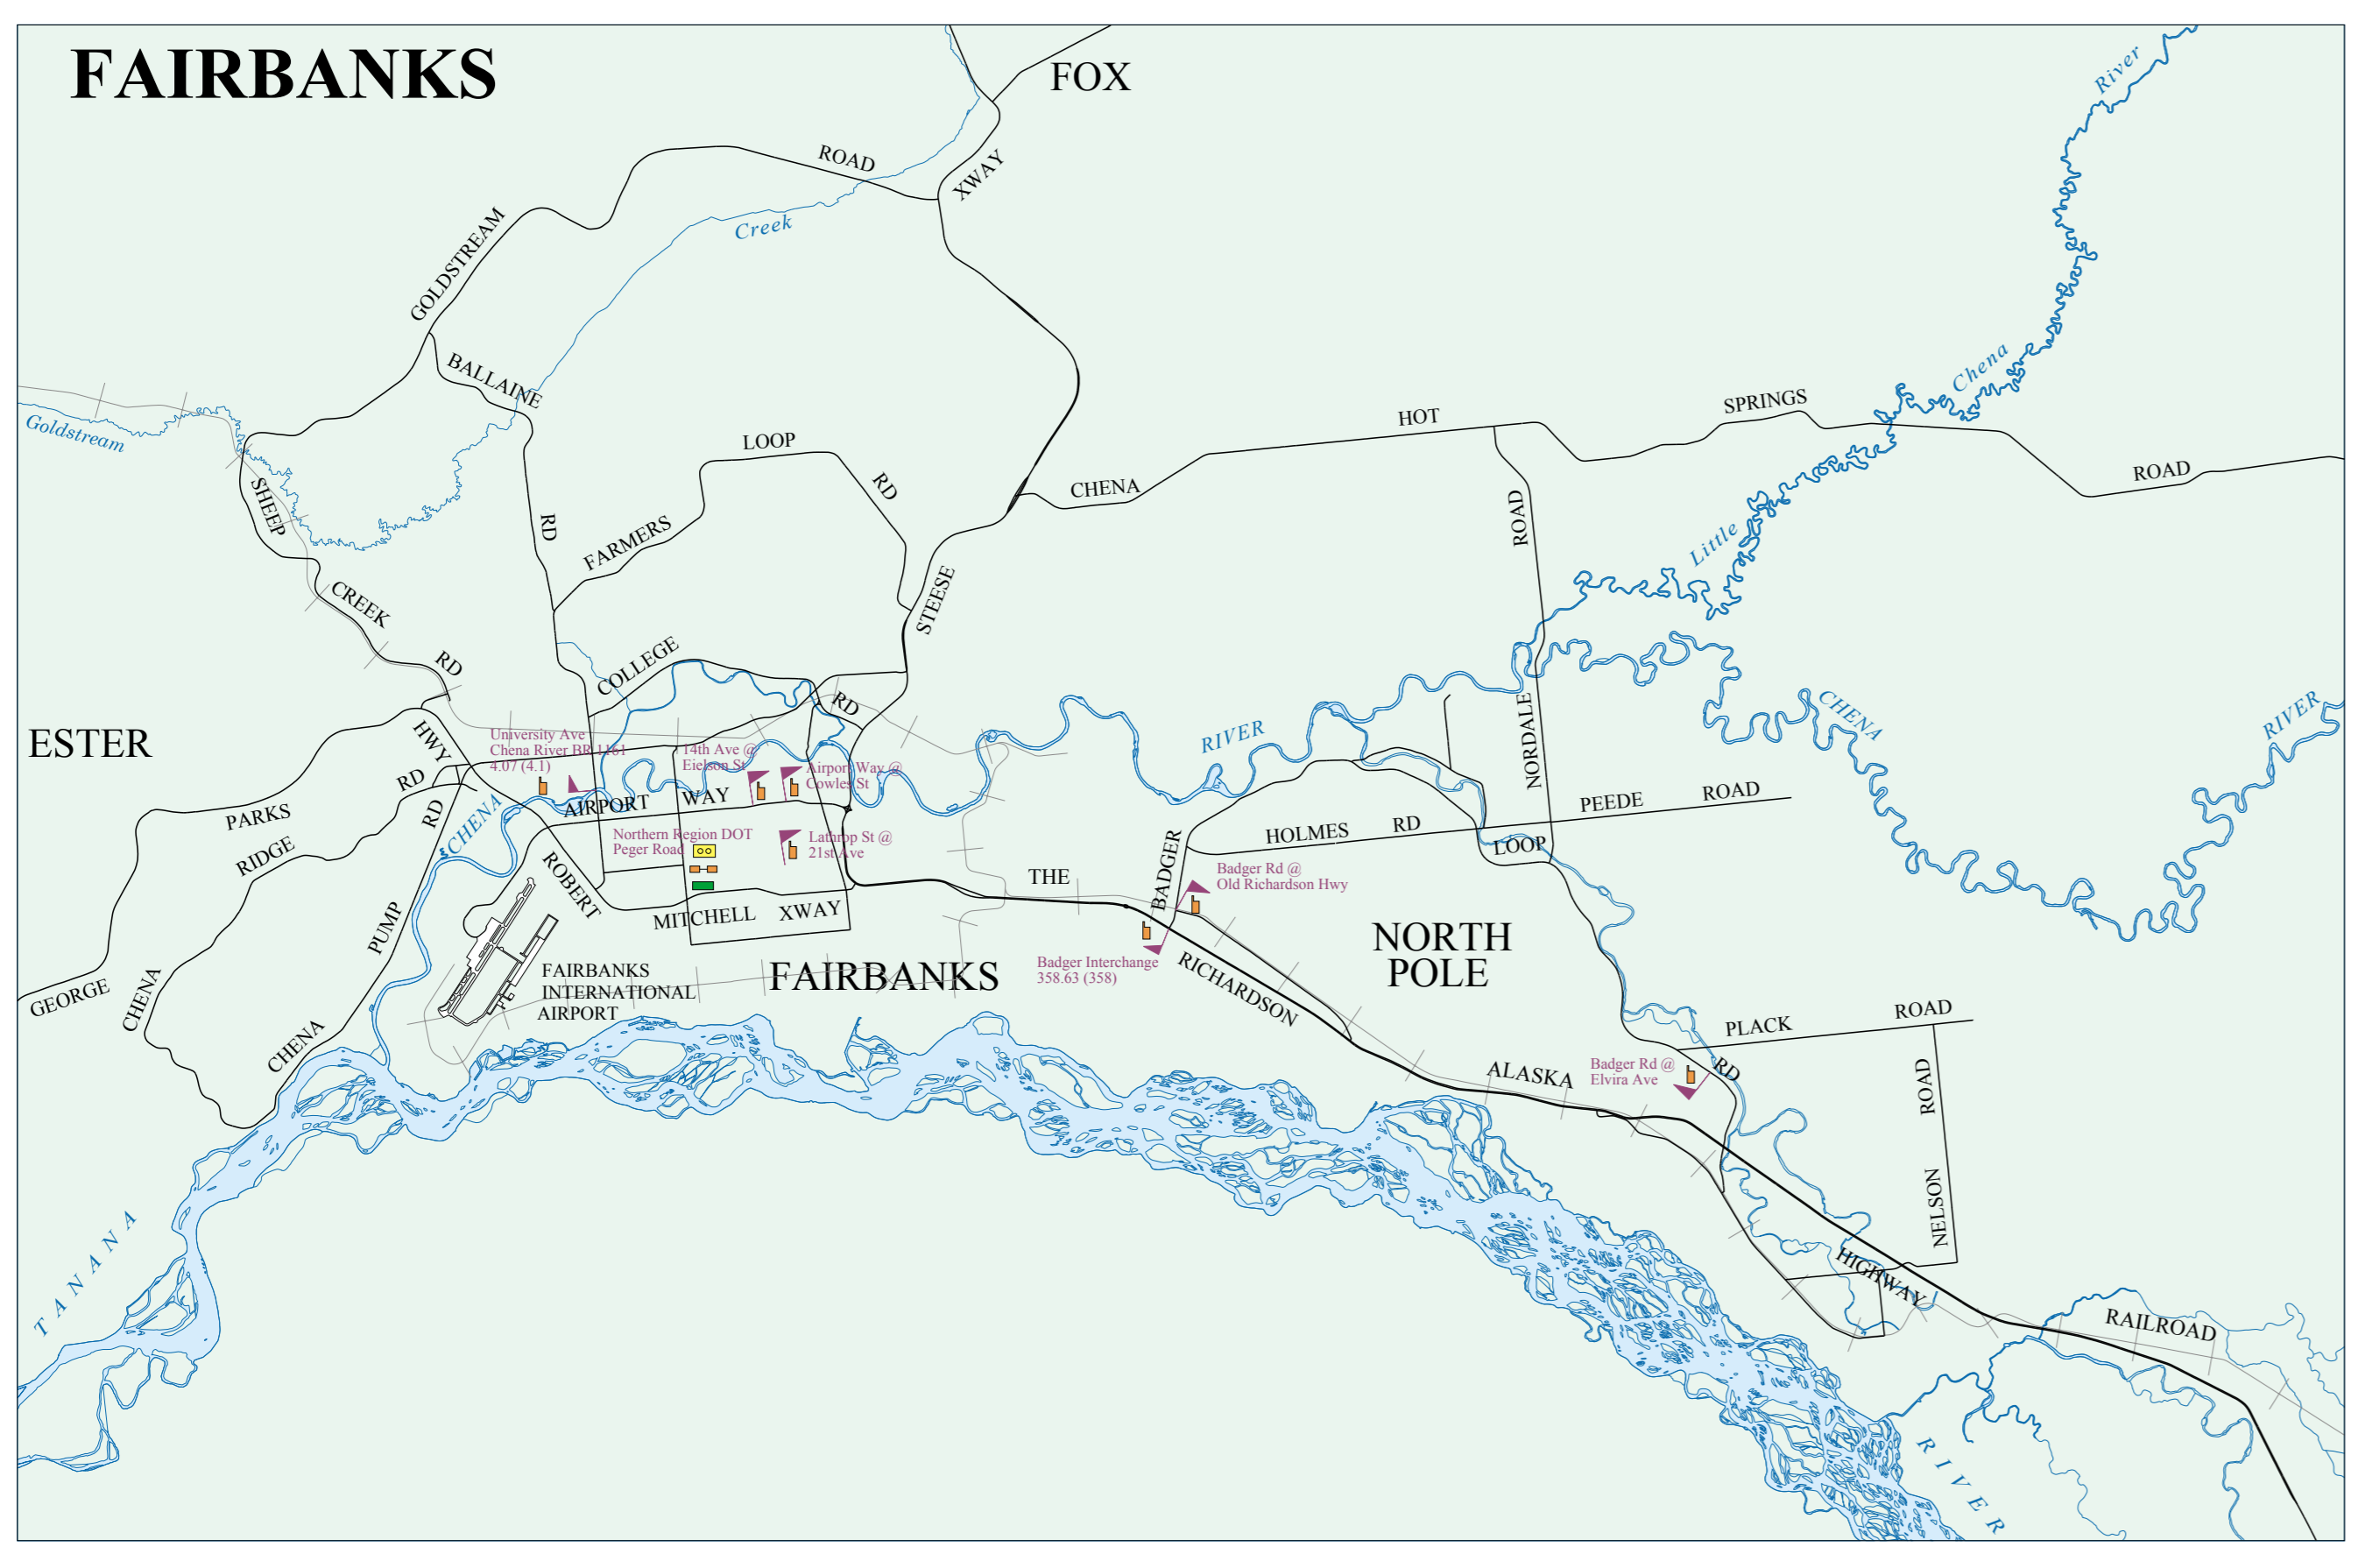 FAIRBANKS
FOX
River
ROAD
XWAY
Creek
GOLDSTREAM
BALLAINE
Chena
SPRINGS
HOT
Goldstream
LOOP
ROAD
RD
CHENA
SHEEP
ROAD
RD
FARMERS
Little
STEESE
CREEK
RD
COLLEGE
RD
CHENA
RIVER
NORDALE
RIVER
ESTER
HWY
University Ave
Chena River BR 1161
4.07 (4.1)
14th Ave @
Eielson St
Airport Way @
Cowles St
RD
PARKS
RD
CHENA
AIRPORT
WAY
PEEDE
ROAD
HOLMES
RD
LOOP
RIDGE
Northern Region DOT
Peger Road
Lathrop St @
21st Ave
BADGER
Badger Rd @
Old Richardson Hwy
THE
ROBERT
MITCHELL
XWAY
PUMP
NORTH
POLE
Badger Interchange
358.63 (358)
RICHARDSON
FAIRBANKS
INTERNATIONAL
AIRPORT
FAIRBANKS
GEORGE
CHENA
CHENA
PLACK
ROAD
ALASKA
Badger Rd @
Elvira Ave
RD
ROAD
NELSON
TANANA
HIGHWAY
RAILROAD
RIVER